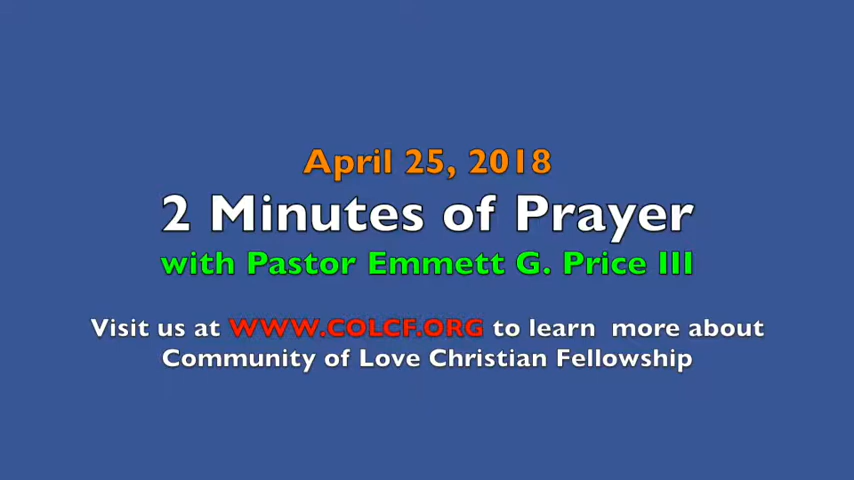 April 25, 2018
2 Minutes of Prayer
with Pastor Emmett G. Price III
Visit us at WWW.COLCF.ORG to learn  more about
Community of Love Christian Fellowship